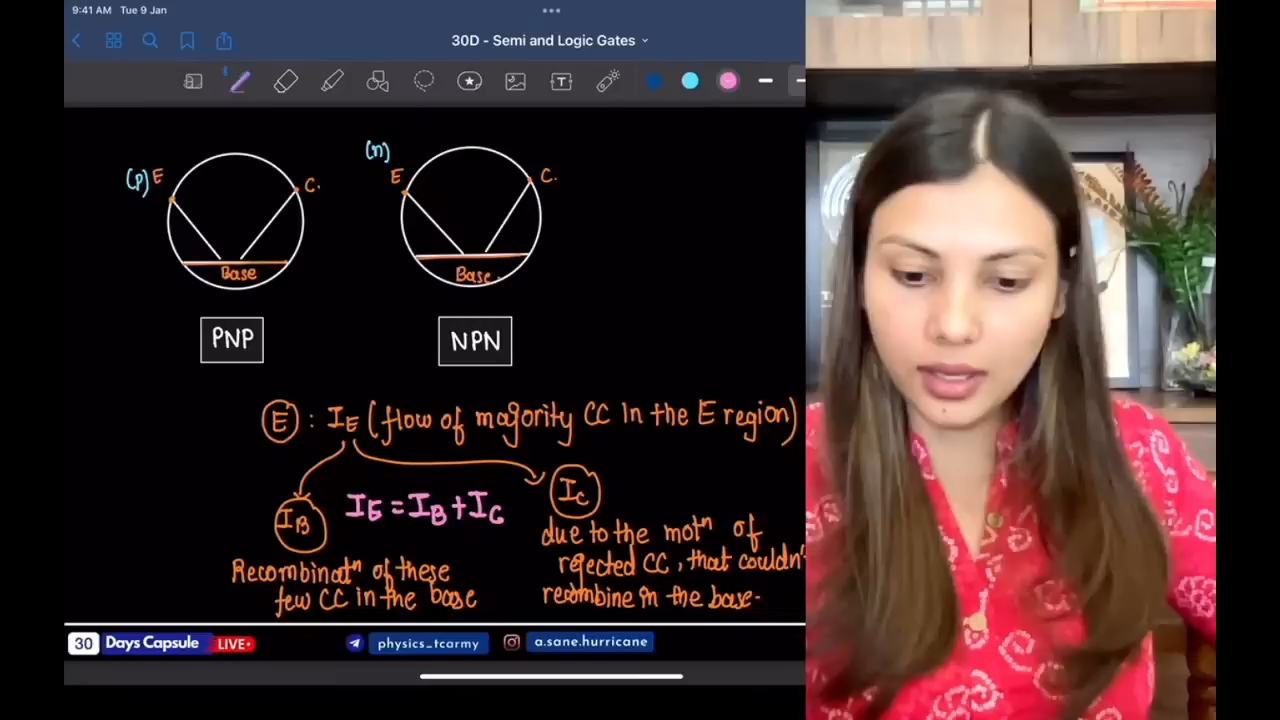 9:41 AM Tue 9 Jan
30D - Semi and Logic Gates
(P) E
C.
Base
PNP
(n)
E
C.
Base.
NPN
E : IE (flow of majority CC in the E region)
IB
IE = IB + IC
IC
Recombinatn of these
few CC in the base
due to the motn of
rejected CC, that couldn'
recombine in the base.
30 Days Capsule LIVE
physics_tcarmy
a.sane.hurricane